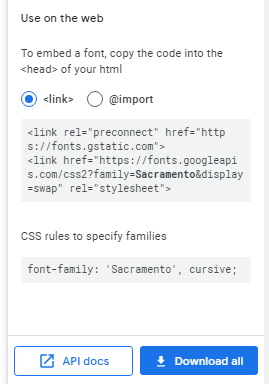 Use on the web
To embed a font, copy the code into the
<head> of your html
<link>
@import
<link rel="preconnect" href="http
s://fonts.gstatic.com">
<link href="https://fonts.googleapi
s.com/css2?family=Sacramento&display
=swap" rel="stylesheet">
CSS rules to specify families
font-family: 'Sacramento', cursive;
API docs
Download all